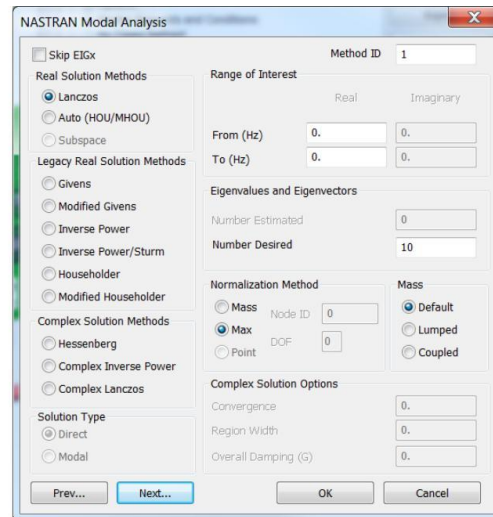 NASTRAN Modal Analysis
Skip EIGx
Method ID 1
Real Solution Methods
Lanczos
Auto (HOU/MHOU)
Subspace
Legacy Real Solution Methods
Givens
Modified Givens
Inverse Power
Inverse Power/Sturm
Householder
Modified Householder
Complex Solution Methods
Hessenberg
Complex Inverse Power
Complex Lanczos
Solution Type
Direct
Modal
Range of Interest
Real Imaginary
From (Hz) 0. 0.
To (Hz) 0. 0.
Eigenvalues and Eigenvectors
Number Estimated 0
Number Desired 10
Normalization Method
Mass
Max
Point
Node ID 0
DOF 0
Mass
Default
Lumped
Coupled
Complex Solution Options
Convergence 0.
Region Width 0.
Overall Damping (G) 0.
Prev... Next... OK Cancel